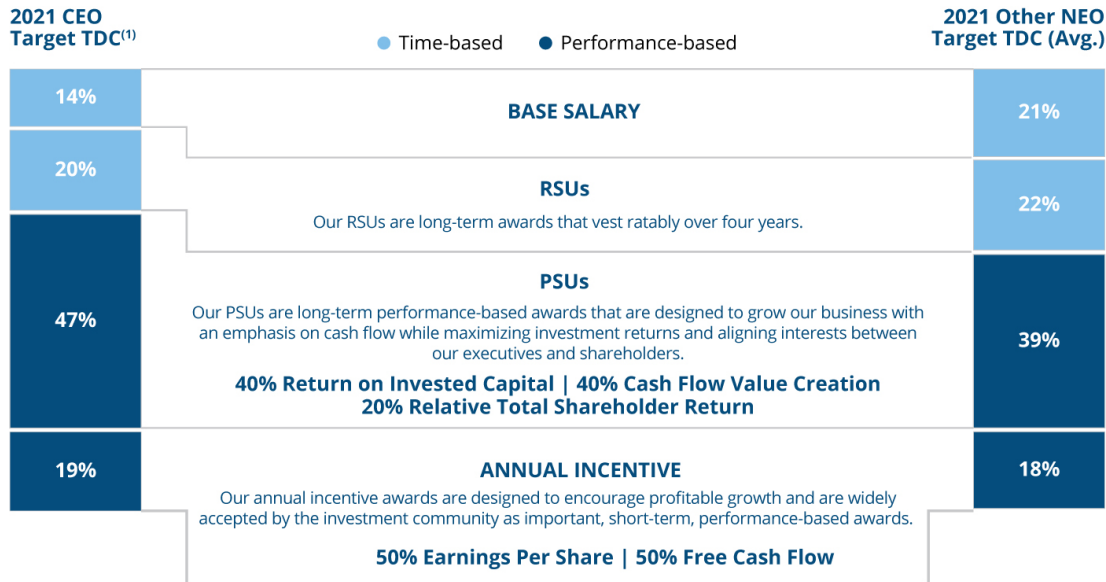 2021 CEO
Target TDC(1)
Time-based
Performance-based
2021 Other NEO
Target TDC (Avg.)
14%
BASE SALARY
21%
20%
RSUs
Our RSUs are long-term awards that vest ratably over four years.
22%
PSUs
Our PSUs are long-term performance-based awards that are designed to grow our business with
an emphasis on cash flow while maximizing investment returns and aligning interests between
our executives and shareholders.
47%
39%
40% Return on Invested Capital | 40% Cash Flow Value Creation
20% Relative Total Shareholder Return
19%
ANNUAL INCENTIVE
18%
Our annual incentive awards are designed to encourage profitable growth and are widely
accepted by the investment community as important, short-term, performance-based awards.
50% Earnings Per Share | 50% Free Cash Flow